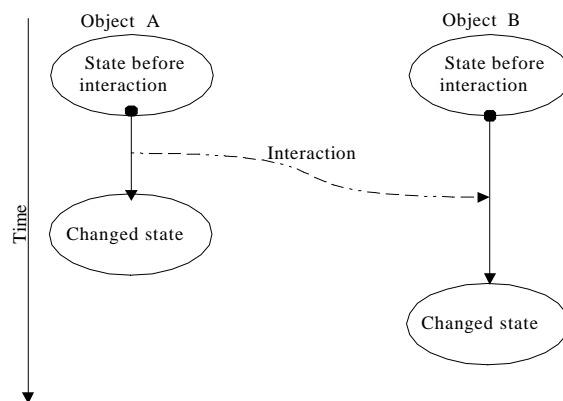 Object A
Object B
State before
interaction
State before
interaction
Interaction
Changed state
Changed state
Time